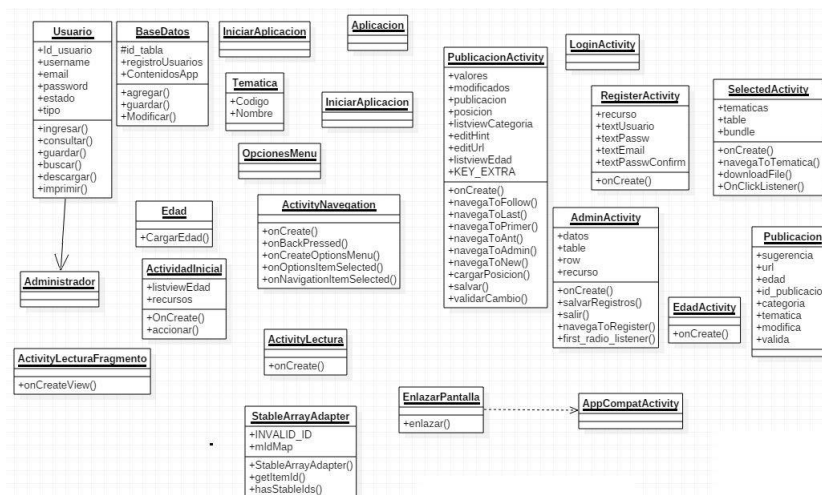 Usuario
+Id_usuario
+username
+email
+password
+estado
+tipo
+ingresar()
+consultar()
+guardar()
+buscar()
+descargar()
+imprimir()
BaseDatos
#id_tabla
+registroUsuarios
+ContenidosApp
+agregar()
+guardar()
+Modificar()
IniciarAplicacion
Aplicacion
Tematica
+Codigo
+Nombre
IniciarAplicacion
OpcionesMenu
PublicacionActivity
+valores
+modificados
+publicacion
+posicion
+listviewCategoria
+editHint
+editUrl
+listviewEdad
+KEY_EXTRA
+onCreate()
+navegaToFollow()
+navegaToLast()
+navegaToPrimer()
+navegaToAnt()
+navegaToAdmin()
+navegaToNew()
+cargarPosicion()
+salvar()
+validarCambio()
LoginActivity
RegisterActivity
+recurso
+textUsuario
+textPassw
+textEmail
+textPasswConfirm
+onCreate()
SelectedActivity
+tematicas
+table
+bundle
+onCreate()
+navegaToTematica()
+downloadFile()
+OnClickListener()
Edad
+CargarEdad()
ActivityNavegation
+onCreate()
+onBackPressed()
+onCreateOptionsMenu()
+onOptionsItemSelected()
+onNavigationItemSelected()
AdminActivity
+datos
+table
+row
+recurso
+onCreate()
+salvarRegistros()
+salir()
+navegaToRegister()
+first_radio_listener()
Publicacion
+sugerencia
+url
+edad
+id_publicacio
+categoria
+tematica
+modifica
+valida
Administrador
ActividadInicial
+listviewEdad
+recursos
+OnCreate()
+accionar()
EdadActivity
+onCreate()
ActivityLecturaFragmento
+onCreateView()
ActivityLectura
+onCreate()
EnlazarPantalla
+enlazar()
AppCompatActivity
StableArrayAdapter
+INVALID_ID
+mIdMap
+StableArrayAdapter()
+getItemId()
+hasStableIds()